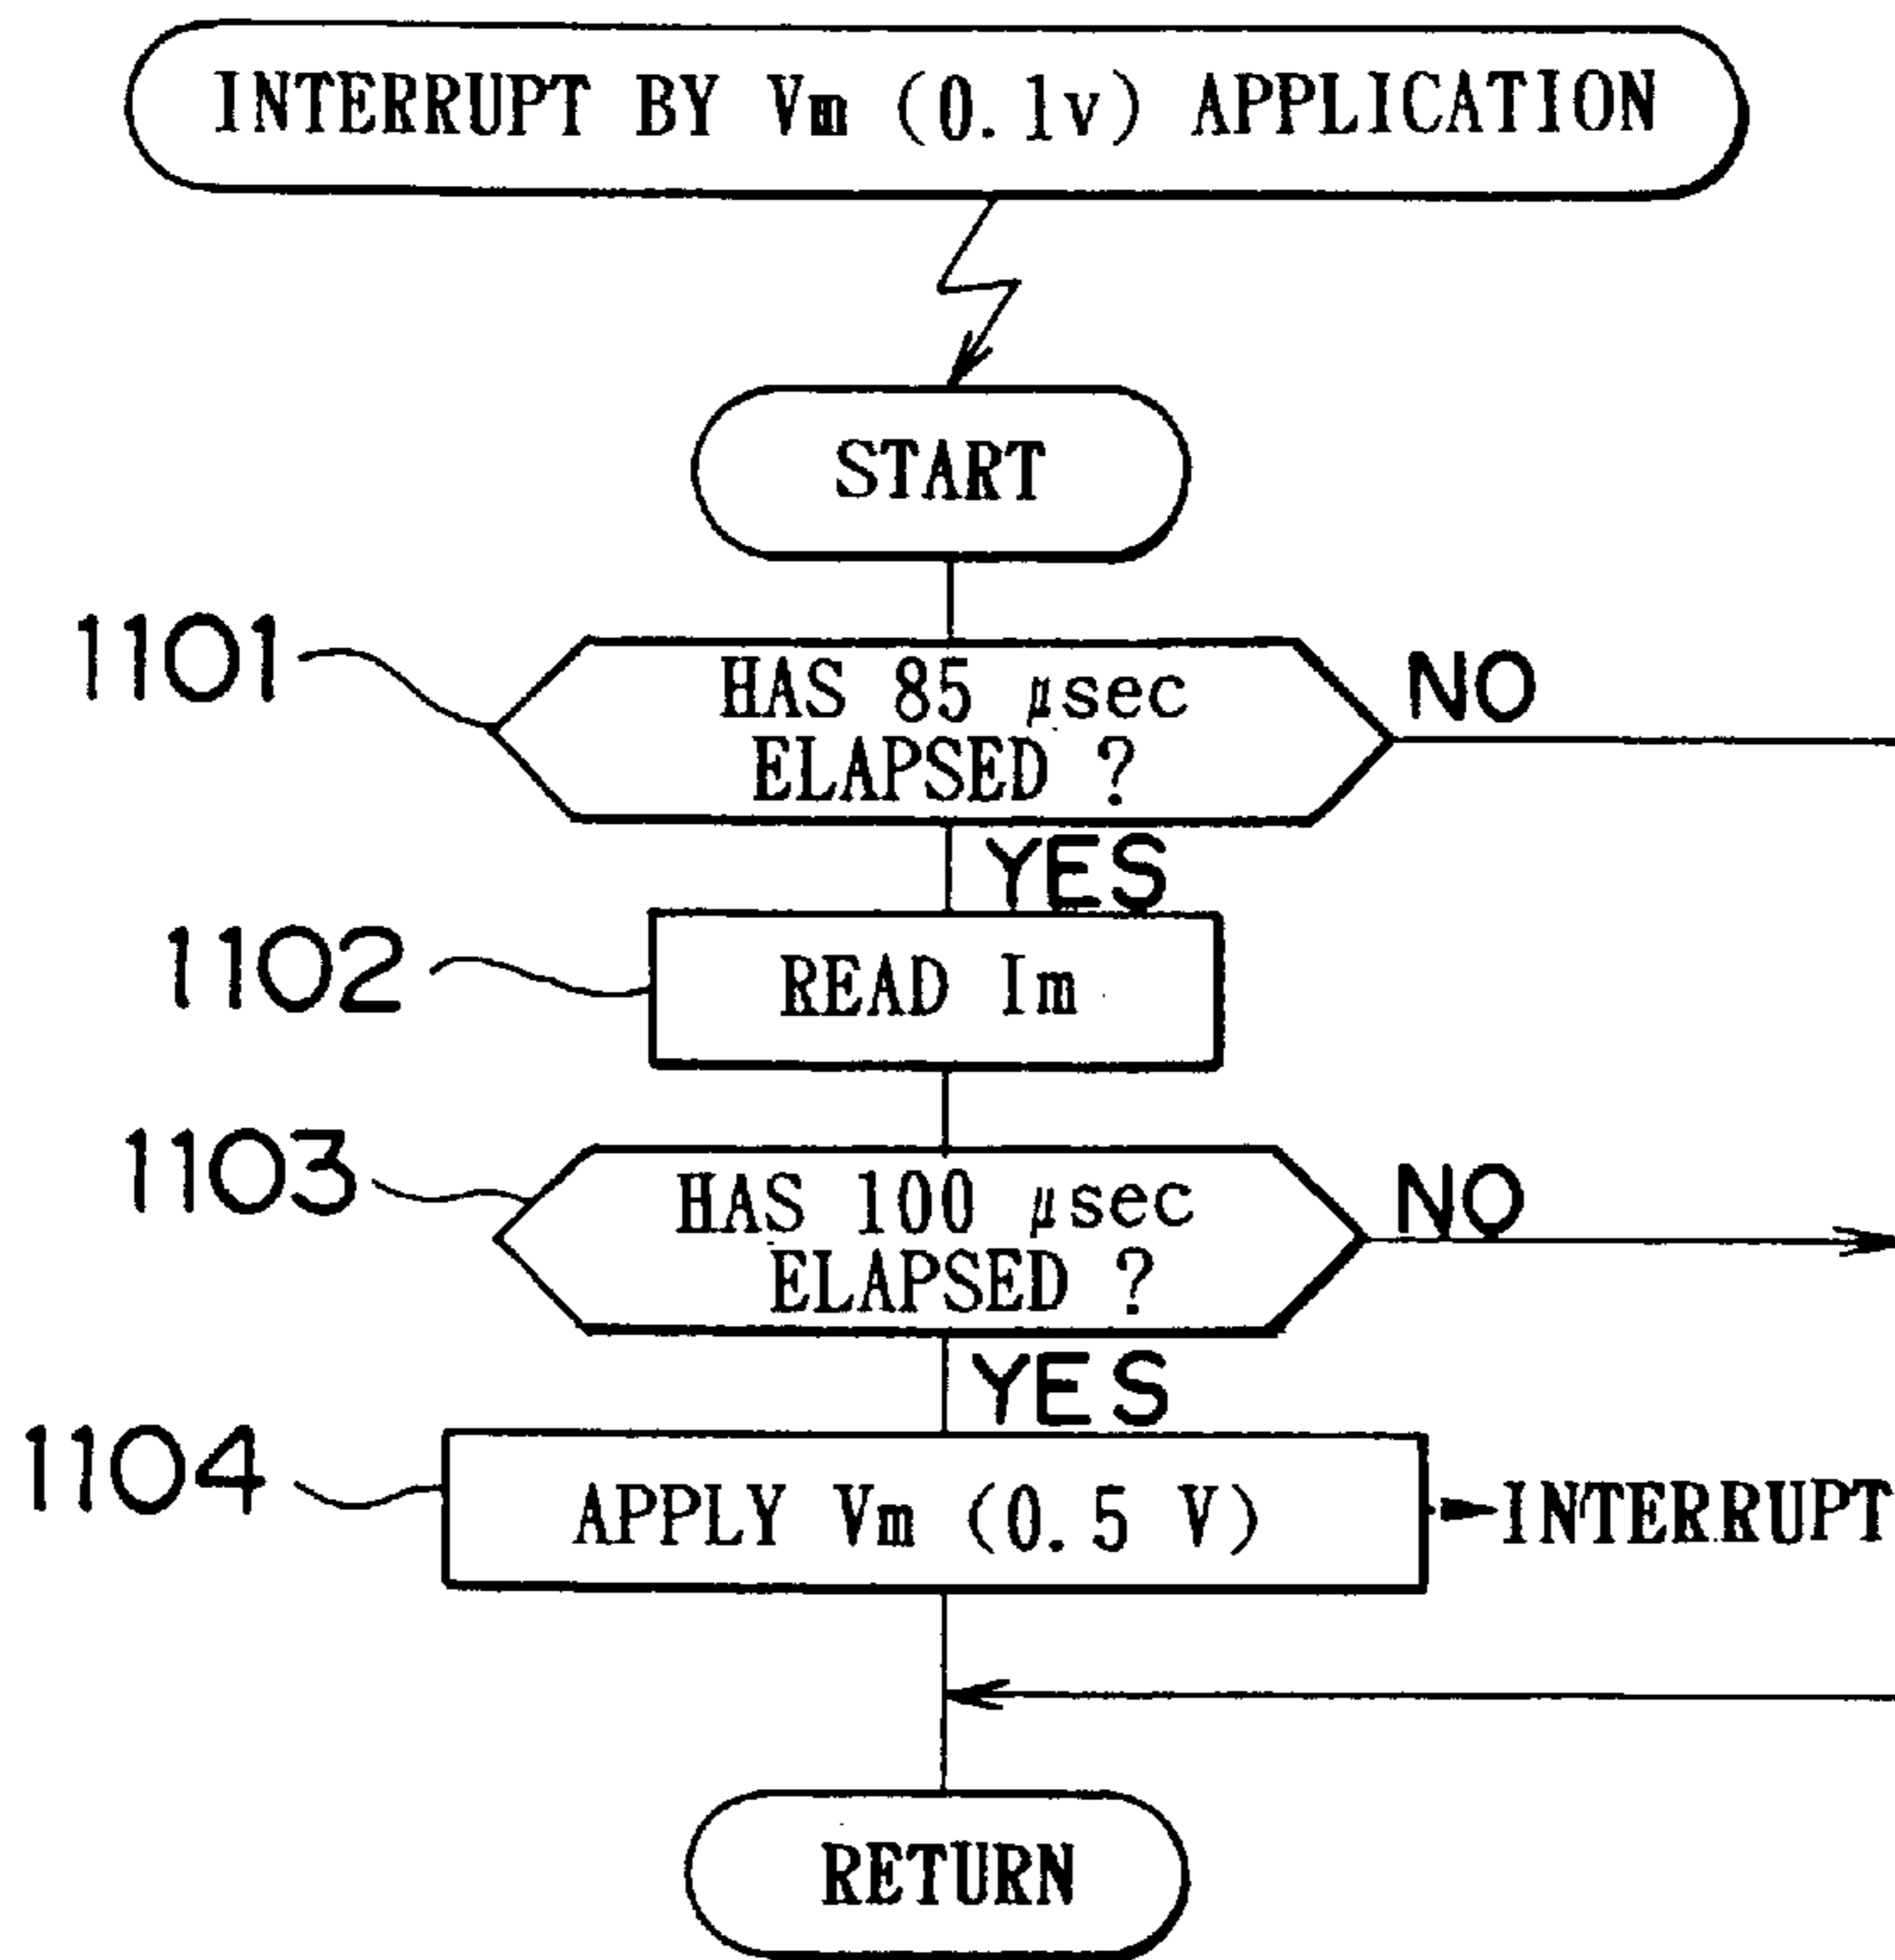 INTERRUPT BY Vm (0.1v) APPLICATION
START
1101
HAS 85 μsec
ELAPSED ?
NO
YES
1102
READ Im
1103
HAS 100 μsec
ELAPSED ?
NO
YES
1104
APPLY Vm (0.5 V)
INTERRUPT
RETURN